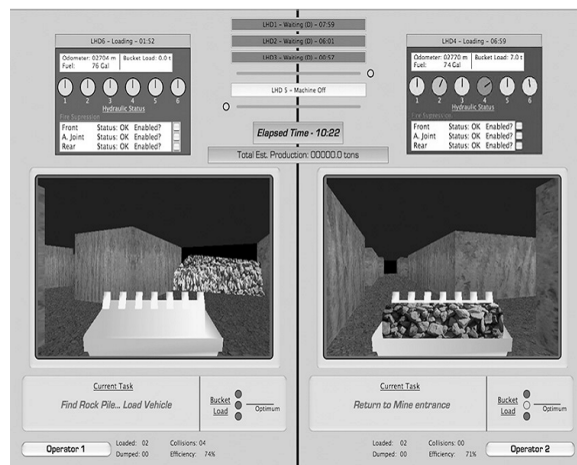 LHD6 - Loading - 01:52
Odometer: 02704 m
Fuel: 76 Gal
Bucket Load: 0.0 t
1 2 3 4 5 6
Hydraulic Status
Fire Supression
Front Status: OK Enabled?
A. Joint Status: OK Enabled?
Rear Status: OK Enabled?
LHD1 - Waiting (D) - 07:59
LHD2 - Waiting (D) - 06:01
LHD3 - Waiting (D) - 00:57
LHD 5 - Machine Off
Elapsed Time - 10:22
Total Est. Production: 00000.0 tons
LHD4 - Loading - 06:59
Odometer: 02770 m
Fuel: 74 Gal
Bucket Load: 7.0 t
1 2 3 4 5 6
Hydraulic Status
Fire Supression
Front Status: OK Enabled?
A. Joint Status: OK Enabled?
Rear Status: OK Enabled?
Current Task
Find Rock Pile... Load Vehicle
Bucket
Load
Optimum
Operator 1
Loaded: 02 Collisions: 04
Dumped: 00 Efficiency: 74%
Current Task
Return to Mine entrance
Bucket
Load
Optimum
Loaded: 02 Collisions: 00
Dumped: 00 Efficiency: 71%
Operator 2